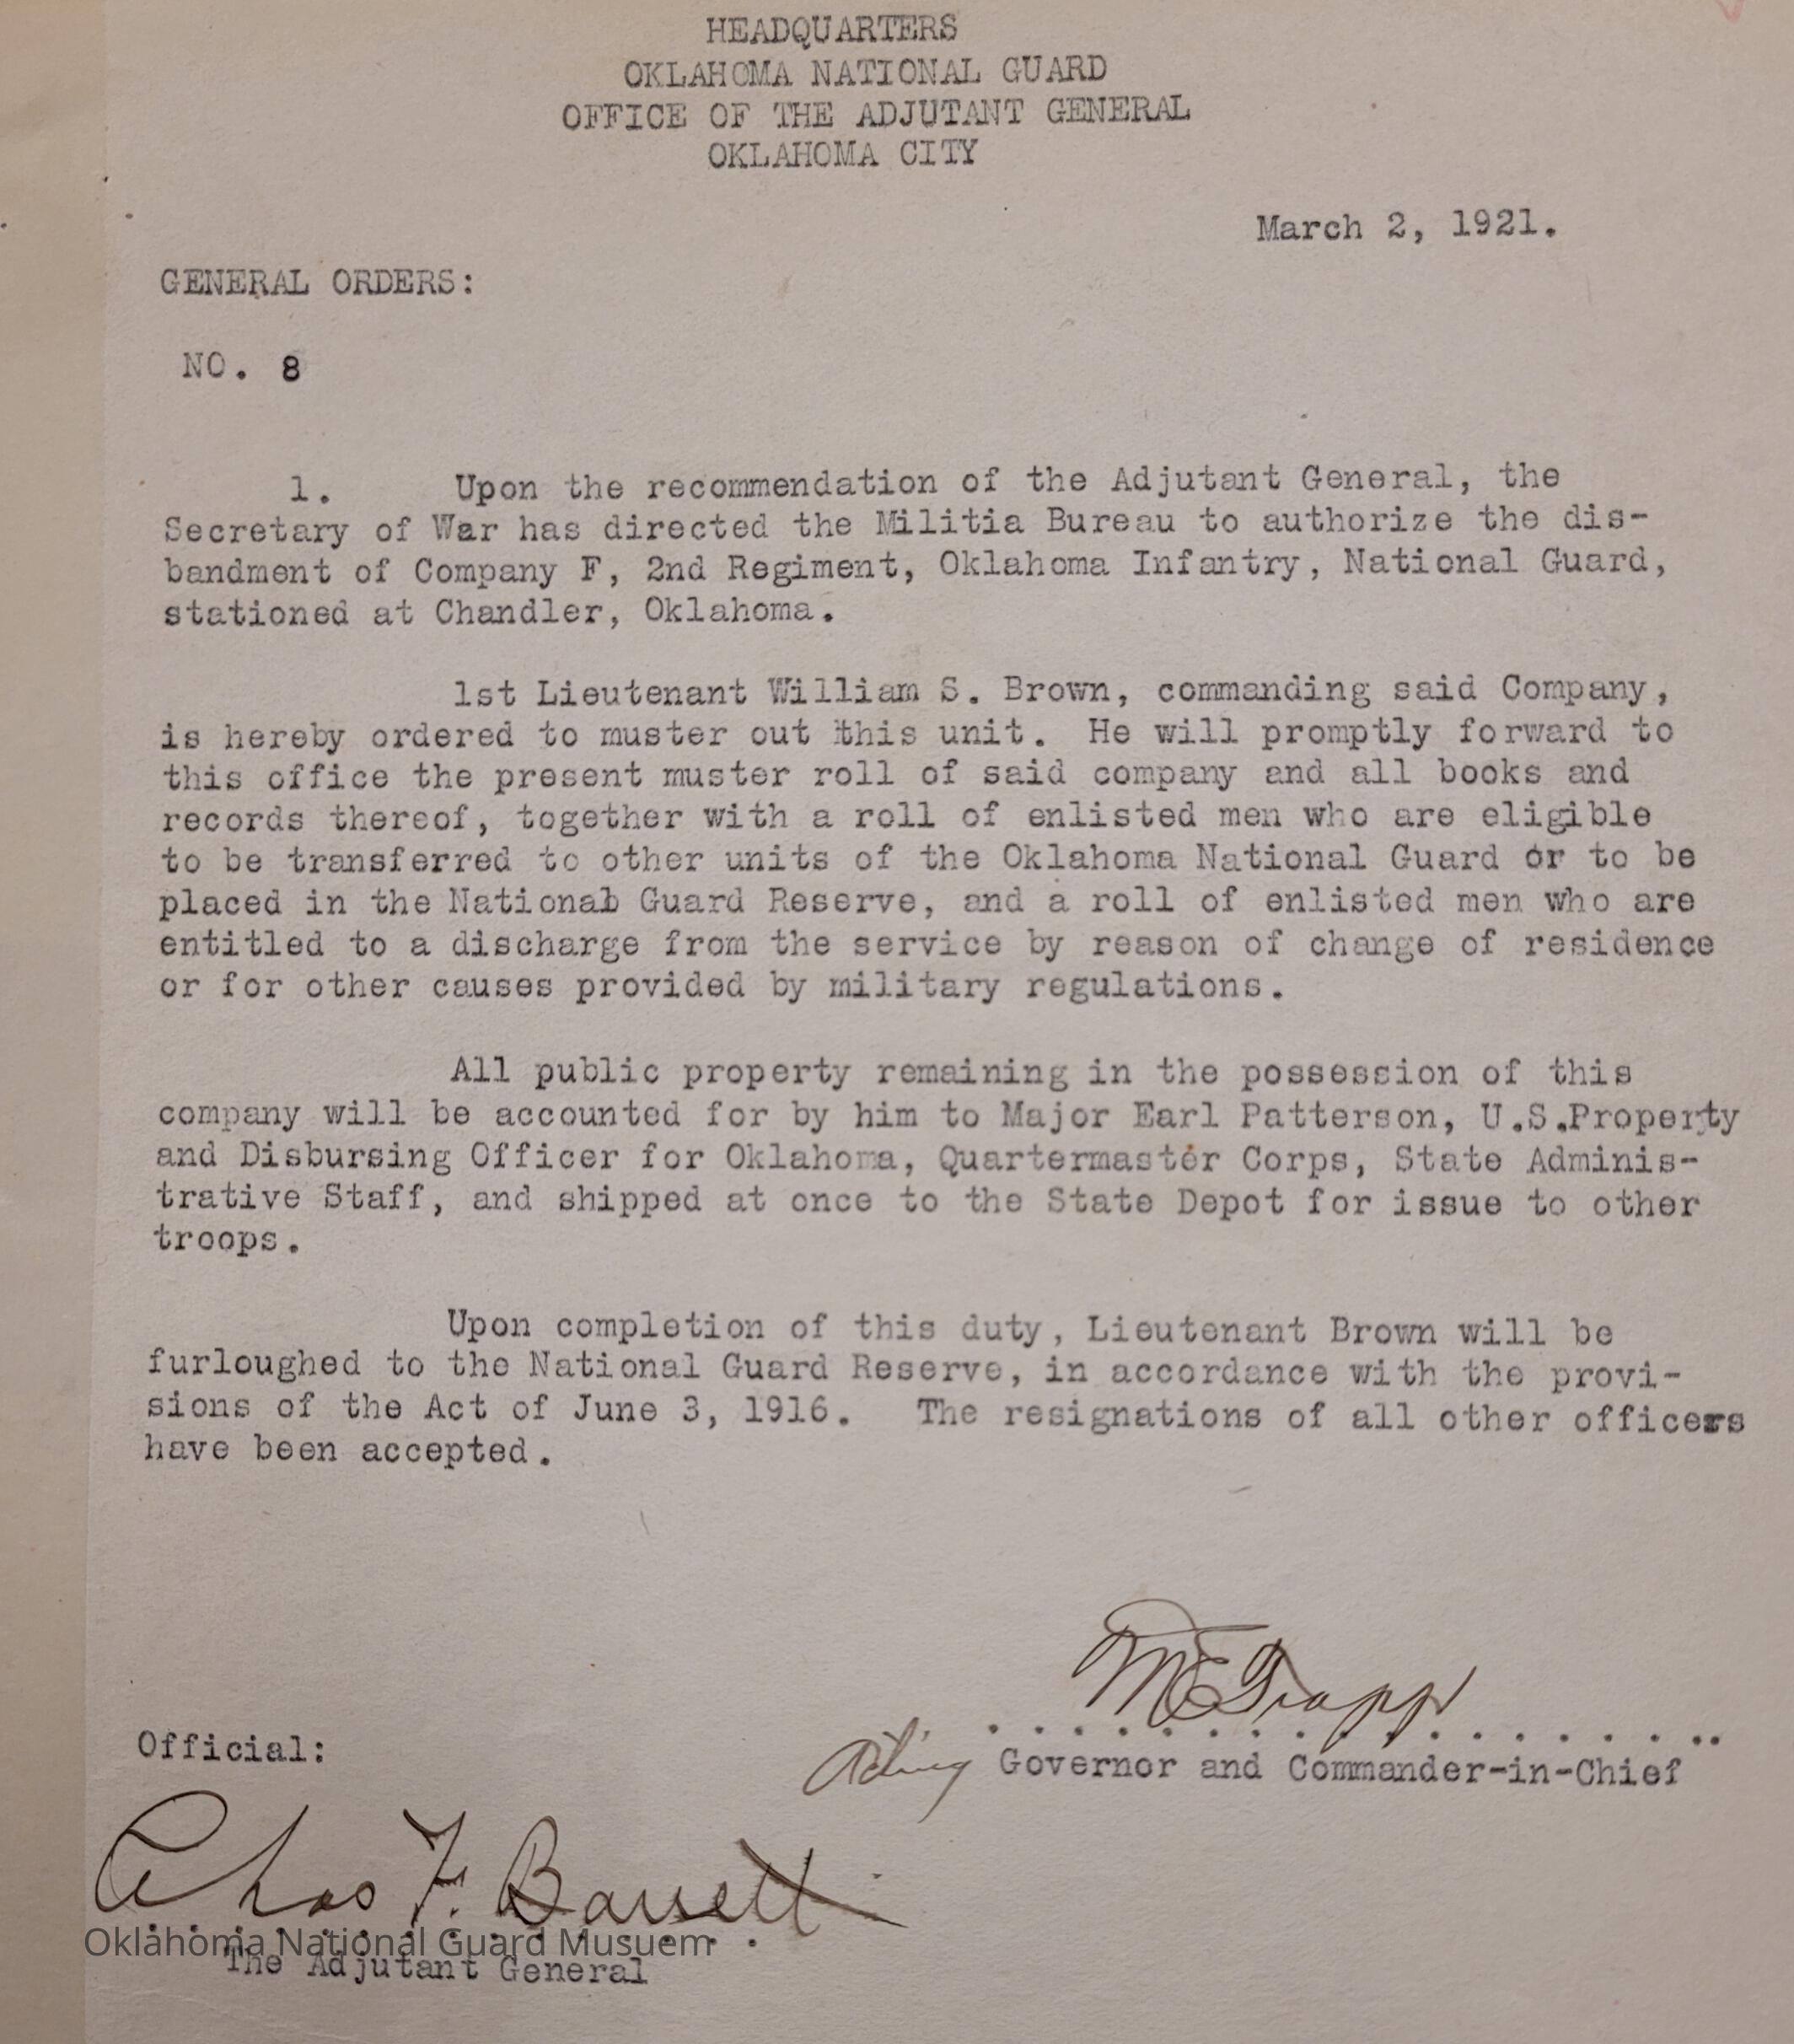 HEADQUARTERS
OKLAHOMA NATIONAL GUARD
OFFICE OF THE ADJUTANT GENERAL
OKLAHOMA CITY
March 2, 1921.
GENERAL ORDERS:
NO. 8
1. Upon the recommendation of the Adjutant General, the
Secretary of War has directed the Militia Bureau to authorize the dis-
bandment of Company F, 2nd Regiment, Oklahoma Infantry, National Guard,
stationed at Chandler, Oklahoma.
1st Lieutenant William S. Brown, commanding said Company,
is hereby ordered to muster out this unit. He will promptly forward to
this office the present muster roll of said company and all books and
records thereof, together with a roll of enlisted men who are eligible
to be transferred to other units of the Oklahoma National Guard or to be
placed in the National Guard Reserve, and a roll of enlisted men who are
entitled to a discharge from the service by reason of change of residence
or for other causes provided by military regulations.
All public property remaining in the possession of this
company will be accounted for by him to Major Earl Patterson, U.S.Property
and Disbursing Officer for Oklahoma, Quartermaster Corps, State Adminis-
trative Staff, and shipped at once to the State Depot for issue to other
troops.
Upon completion of this duty, Lieutenant Brown will be
furloughed to the National Guard Reserve, in accordance with the provi-
sions of the Act of June 3, 1916. The resignations of all other officers
have been accepted.
M E Trapp
Acting Governor and Commander-in-Chief
Official:
Chas F. Barrett
Oklahoma National Guard Musuem
The Adjutant General